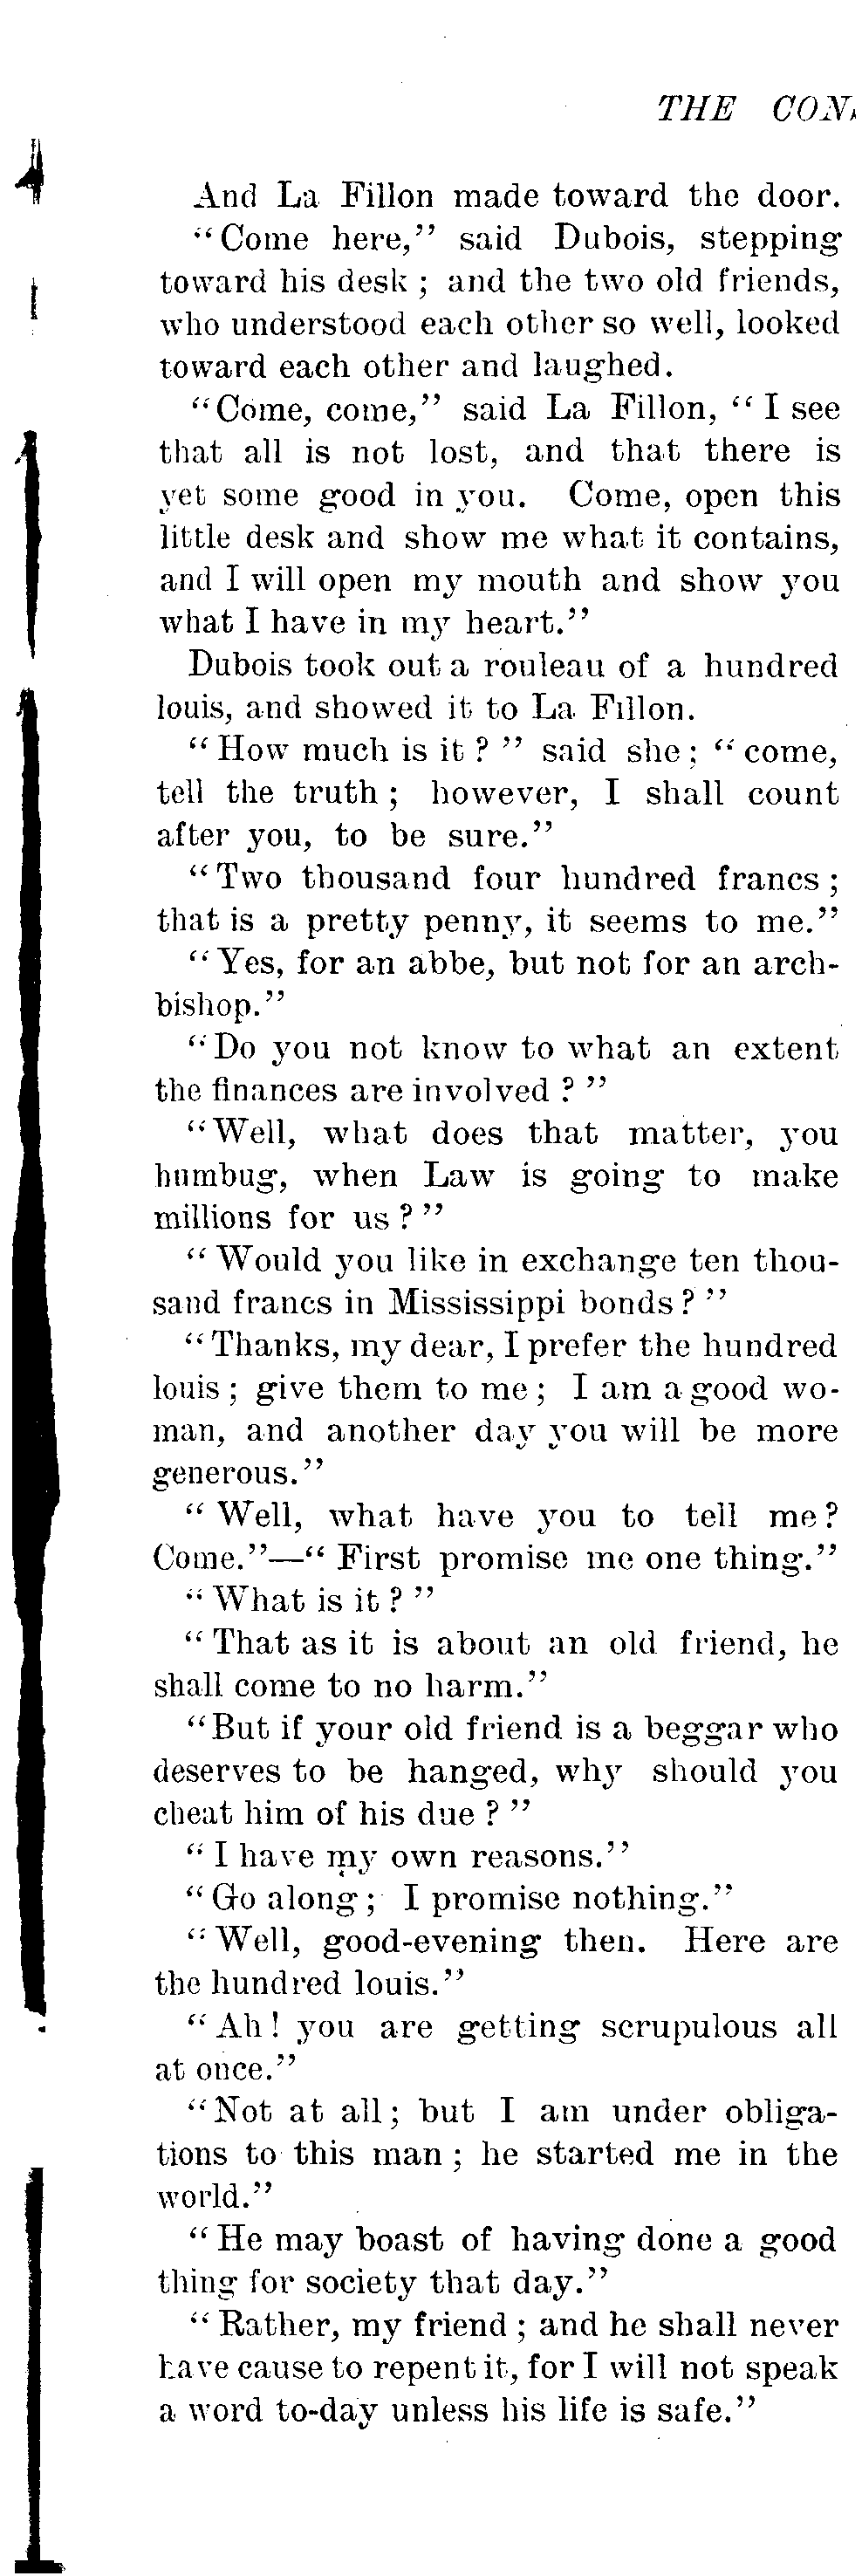 THE CON
And La Fillon made toward the door.
“Come here,” said Dubois, stepping
toward his desk ; and the two old friends,
who understood each other so well, looked
toward each other and laughed.
“Come, come,” said La Fillon, “ I see
that all is not lost, and that there is
yet some good in you. Come, open this
little desk and show me what it contains,
and I will open my mouth and show you
what I have in my heart.”
Dubois took out a rouleau of a hundred
louis, and showed it to La Fillon.
“ How much is it ? ” said she ; “ come,
tell the truth ; however, I shall count
after you, to be sure.”
“ Two thousand four hundred francs ;
that is a pretty penny, it seems to me.”
“ Yes, for an abbe, but not for an arch-
bishop.”
“Do you not know to what an extent
the finances are involved ? ”
“Well, what does that matter, you
humbug, when Law is going to make
millions for us ? ”
“ Would you like in exchange ten thou-
sand francs in Mississippi bonds ? ”
“Thanks, my dear, I prefer the hundred
louis ; give them to me ; I am a good wo-
man, and another day you will be more
generous.”
“ Well, what have you to tell me?
Come.”—“ First promise me one thing.”
“ What is it ? ”
“ That as it is about an old friend, he
shall come to no harm.”
“But if your old friend is a beggar who
deserves to be hanged, why should you
cheat him of his due ? ”
“ I have my own reasons.”
“ Go along ; I promise nothing.”
“ Well, good-evening then. Here are
the hundred louis.”
“ Ah! you are getting scrupulous all
at once.”
“Not at all ; but I am under obliga-
tions to this man ; he started me in the
world.”
“ He may boast of having done a good
thing for society that day.”
“ Rather, my friend ; and he shall never
have cause to repent it, for I will not speak
a word to-day unless his life is safe.”